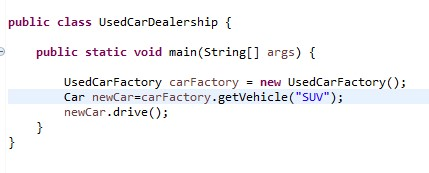 public class UsedCarDealership {
public static void main(String[] args) {
UsedCarFactory carFactory = new UsedCarFactory();
Car newCar=carFactory.getVehicle("SUV");
newCar.drive();
}
}